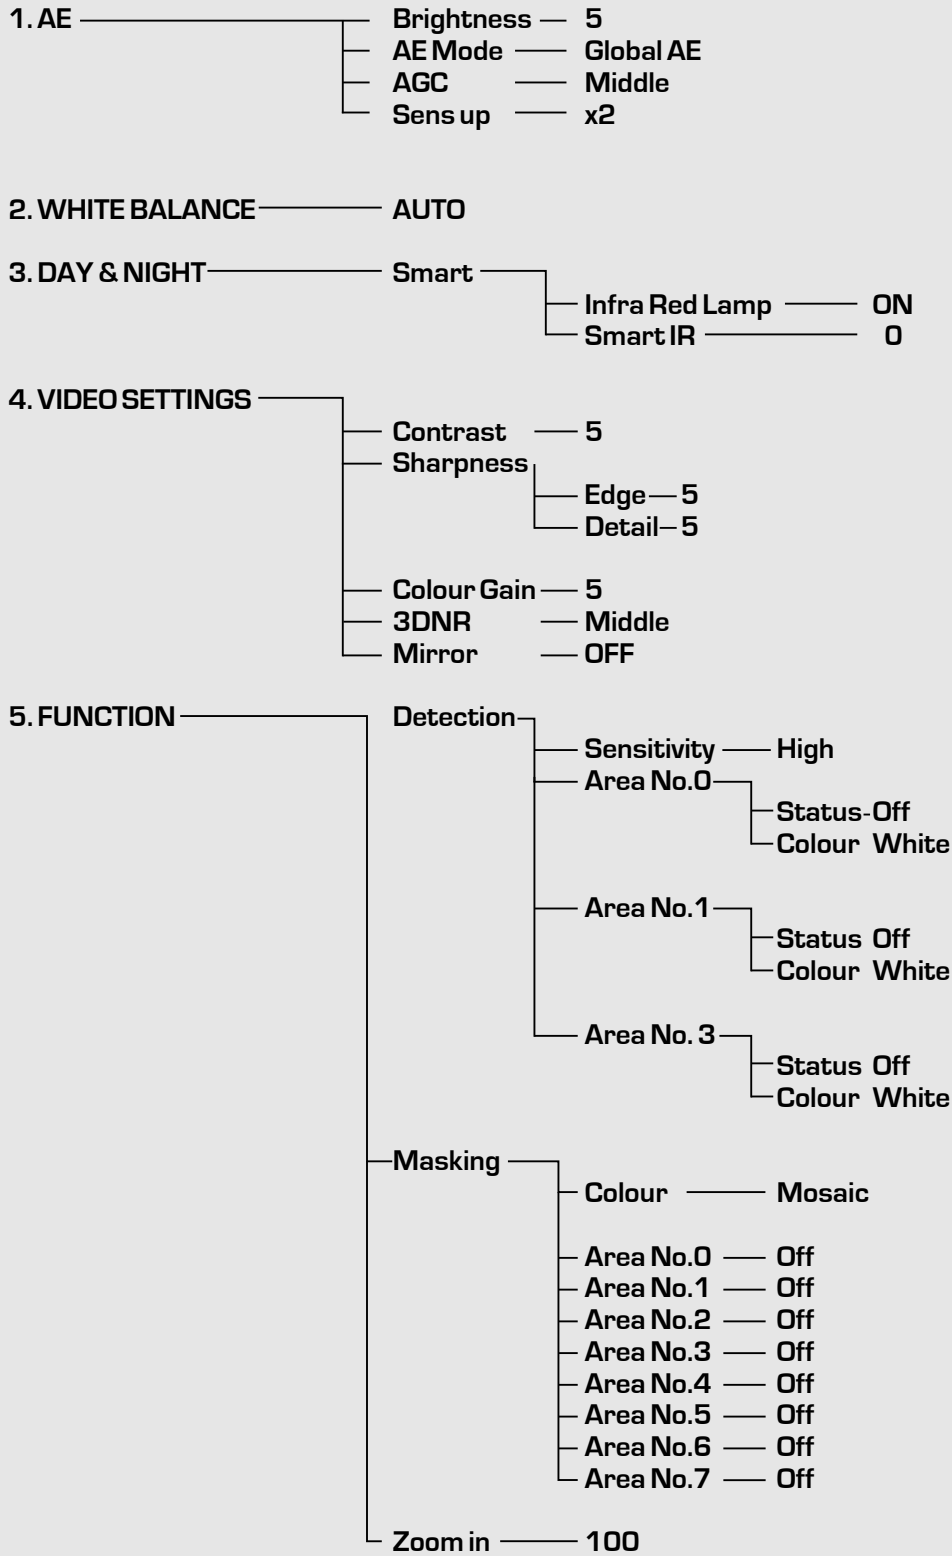 1. AE Brightness 5
AE Mode Global AE
AGC Middle
Sens up x2
2. WHITE BALANCE AUTO
3. DAY & NIGHT Smart
Infra Red Lamp ON
Smart IR 0
4. VIDEO SETTINGS
Contrast 5
Sharpness
Edge 5
Detail 5
Colour Gain 5
3DNR Middle
Mirror OFF
5. FUNCTION Detection
Sensitivity High
Area No.0
Status-Off
Colour White
Area No.1
Status Off
Colour White
Area No. 3
Status Off
Colour White
Masking
Colour Mosaic
Area No.0 Off
Area No.1 Off
Area No.2 Off
Area No.3 Off
Area No.4 Off
Area No.5 Off
Area No.6 Off
Area No.7 Off
Zoom in 100